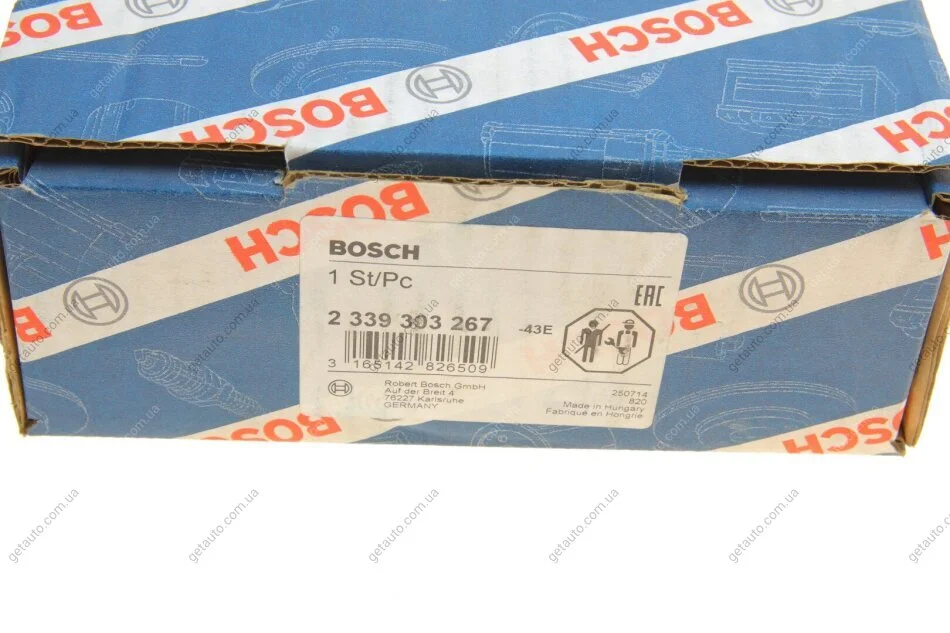 BOSCH
BOSCH
BOSCH
BOSCH
BOSCH
BOSCH
BOSCH
1 St/Pc
EAC
2 339 303 267
-43E
3 165142 826509
Robert Bosch GmbH
Auf der Breit 4
76227 Karlsruhe
GERMANY
250714
820
Made in Hungary
Fabriqué en Hongrie
BOSCH
BOSCH
getauto.com.ua
getauto.com.ua
getauto.com.ua
getauto.com.ua
getauto.com.ua
getauto.com.ua